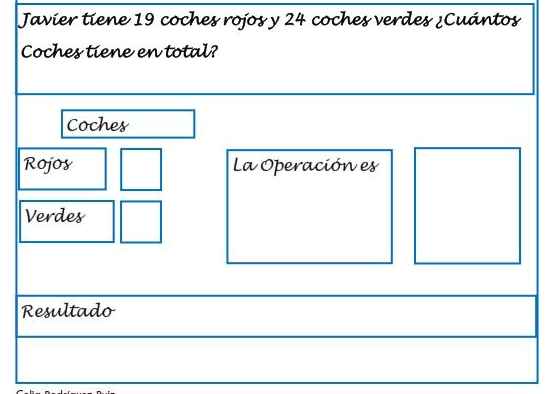 Javier tiene 19 coches rojos y 24 coches verdes ¿Cuántos
Coches tiene en total?
Coches
Rojos
La Operación es
Verdes
Resultado